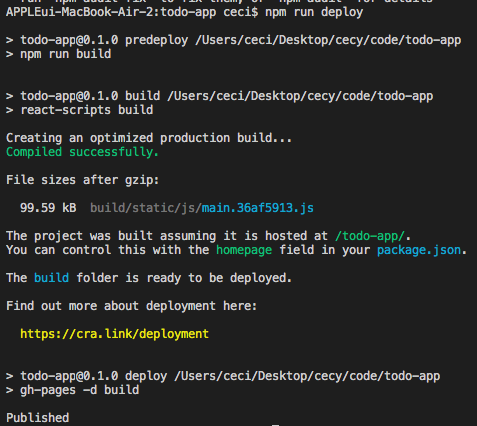 APPLEui-MacBook-Air-2:todo-app ceci$ npm run deploy
> todo-app@0.1.0 predeploy /Users/ceci/Desktop/cecy/code/todo-app
> npm run build
> todo-app@0.1.0 build /Users/ceci/Desktop/cecy/code/todo-app
> react-scripts build
Creating an optimized production build...
Compiled successfully.
File sizes after gzip:
99.59 kB  build/static/js/main.36af5913.js
The project was built assuming it is hosted at /todo-app/.
You can control this with the homepage field in your package.json.
The build folder is ready to be deployed.
Find out more about deployment here:
https://cra.link/deployment
> todo-app@0.1.0 deploy /Users/ceci/Desktop/cecy/code/todo-app
> gh-pages -d build
Published